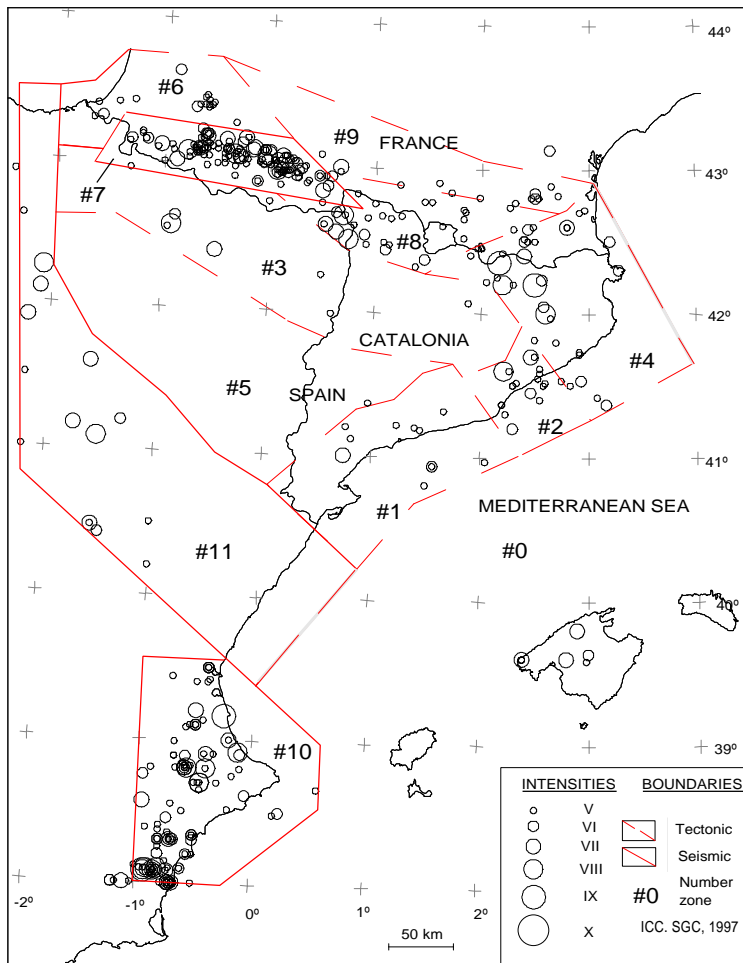 44º
#6
#9
FRANCE
43º
#7
#8
#3
42º
CATALONIA
#4
#5
SPAIN
#2
41º
#1
MEDITERRANEAN SEA
#11
#0
40º
#10
39º
INTENSITIES BOUNDARIES
V
VI Tectonic
VII
VIII Seismic
IX #0 Number zone
X ICC. SGC, 1997
-2º -1º 0º 1º 2º
50 km